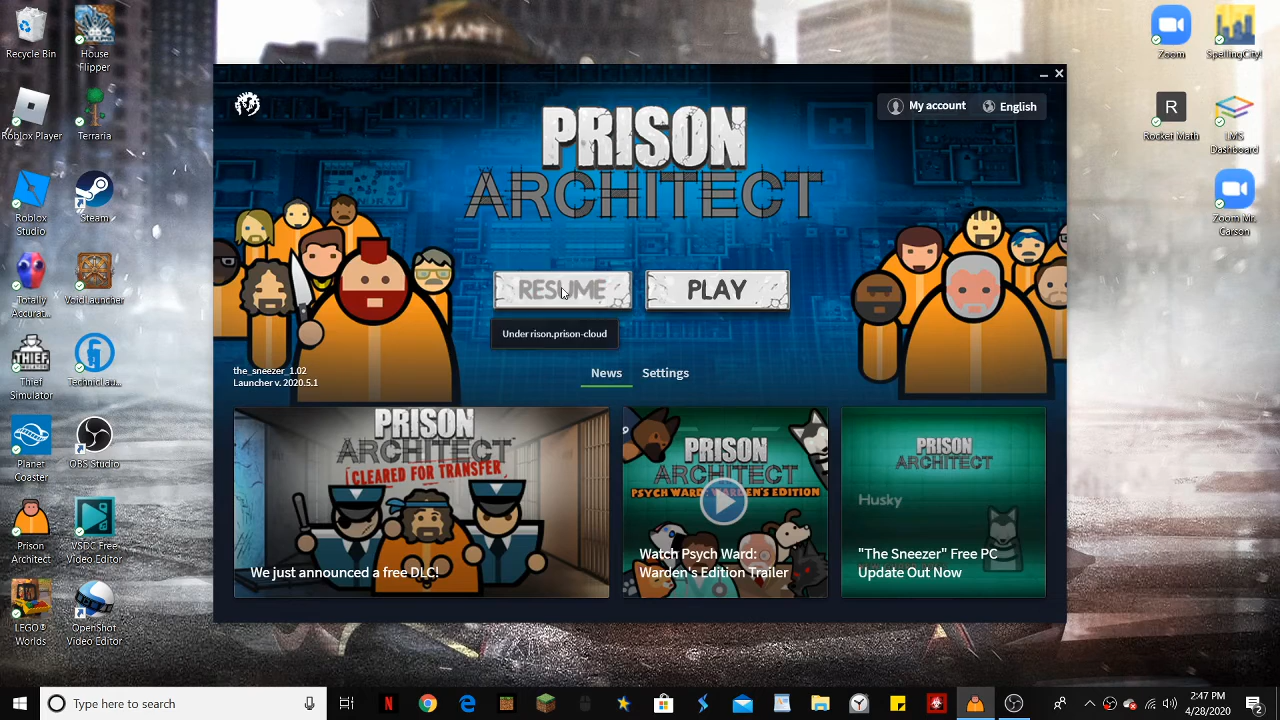 Recycle Bin
House
Flipper
Roblox Player
Terraria
Roblox
Studio
Steam
Totally
Accurat...
VoidLauncher
Thief
Simulator
TechnicLau...
Planet
Coaster
OBS Studio
Prison
Architect
VSDC Free
Video Editor
LEGO®
Worlds
OpenShot
Video Editor
PRISON
ARCHITECT
My account
English
RESUME
PLAY
Under rison.prison-cloud
the_sneezer_1.02
Launcher v. 2020.5.1
News
Settings
PRISON
ARCHITECT
CLEARED FOR TRANSFER
We just announced a free DLC!
PRISON
ARCHITECT
PSYCH WARD: WARDEN'S EDITION
Watch Psych Ward:
Warden's Edition Trailer
PRISON
ARCHITECT
Husky
"The Sneezer" Free PC
Update Out Now
Zoom
SpellingCity!
R
Rocket Math
LMS
Dashboard
Zoom Mr.
Carson
Type here to search
N
2:47 PM
4/28/2020
2